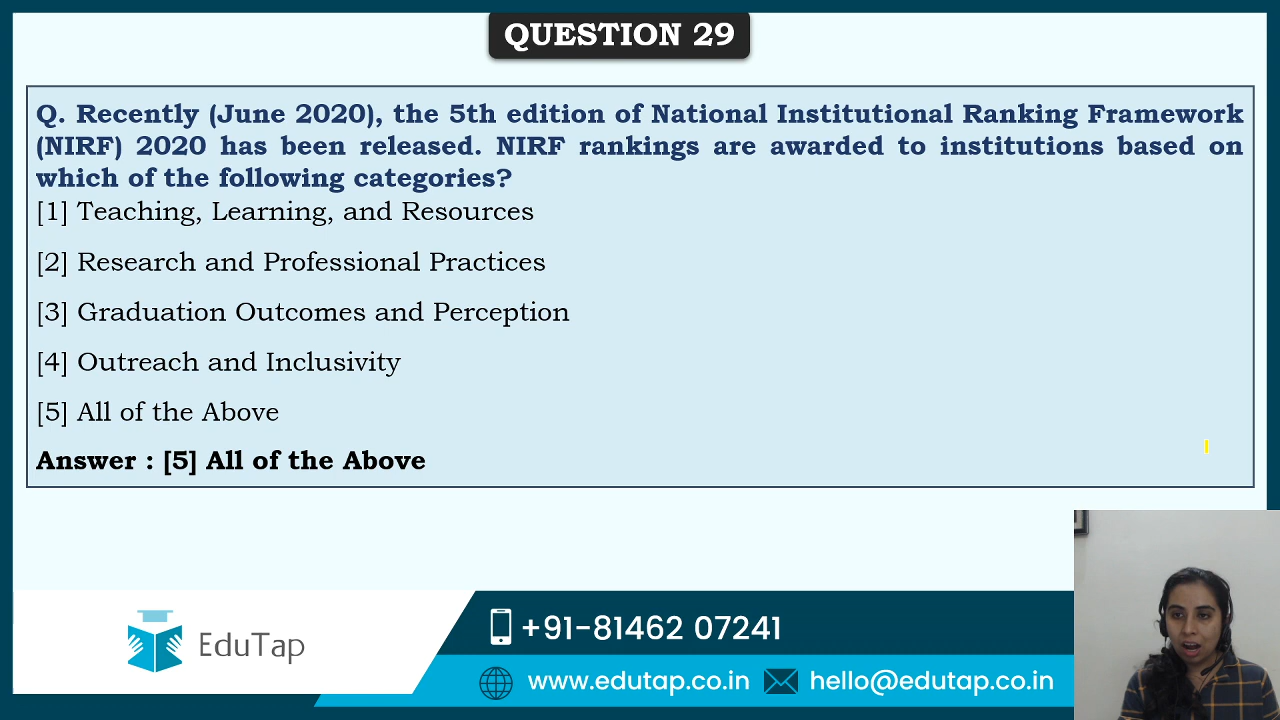 QUESTION 29
Q. Recently (June 2020), the 5th edition of National Institutional Ranking Framework
(NIRF) 2020 has been released. NIRF rankings are awarded to institutions based on
which of the following categories?
[1] Teaching, Learning, and Resources
[2] Research and Professional Practices
[3] Graduation Outcomes and Perception
[4] Outreach and Inclusivity
[5] All of the Above
Answer : [5] All of the Above
EduTap
+91-81462 07241
www.edutap.co.in
hello@edutap.co.in